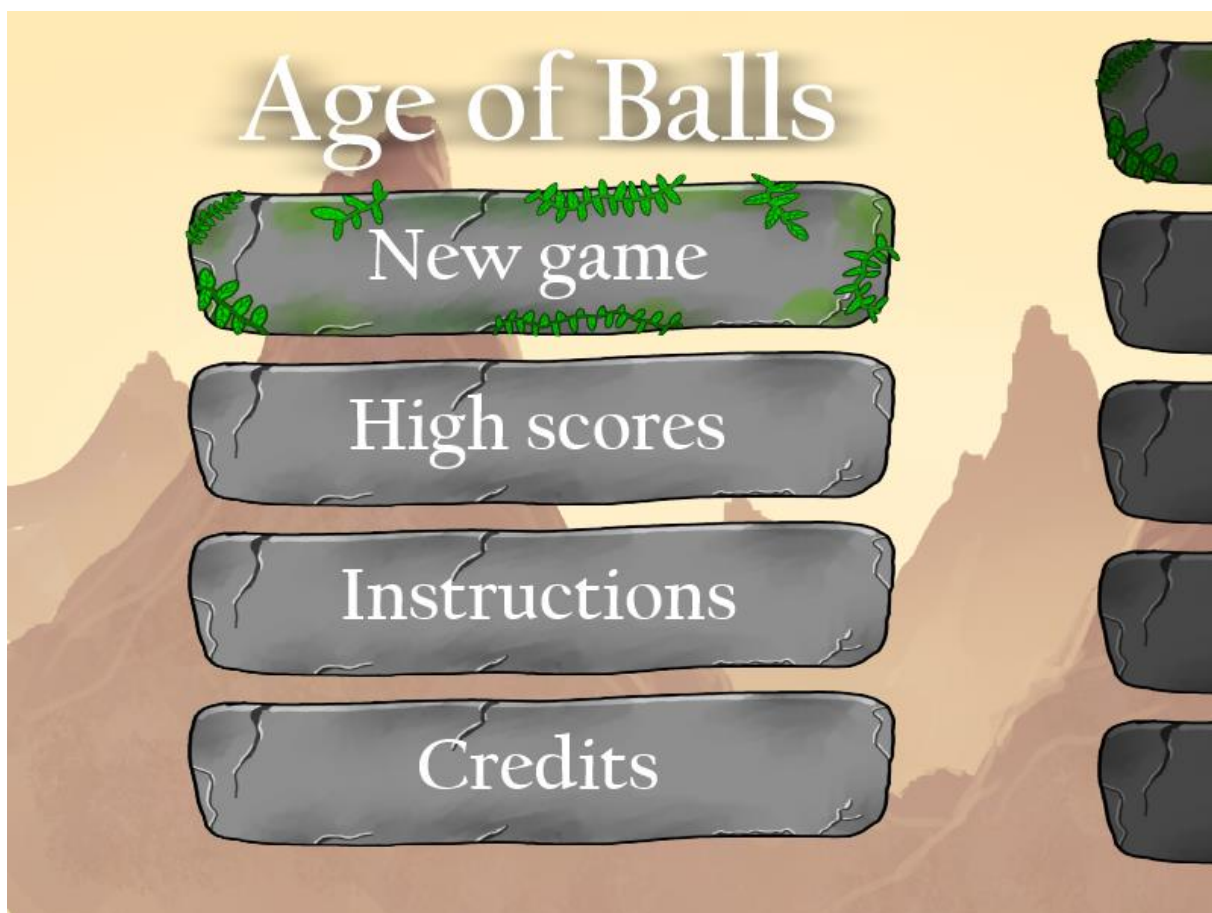 Age of Balls
New game
High scores
Instructions
Credits